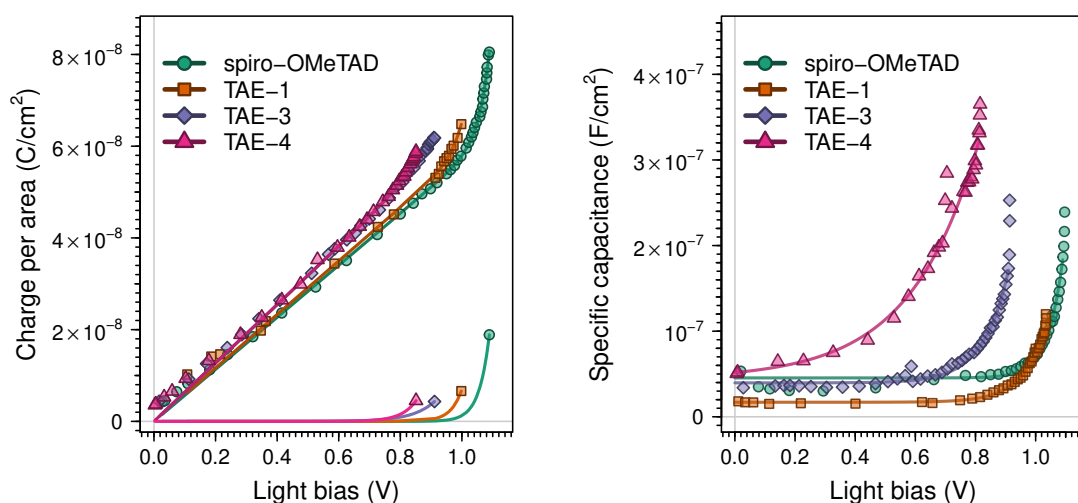 Charge per area (C/cm²)
8×10⁻⁸
6×10⁻⁸
4×10⁻⁸
2×10⁻⁸
0
spiro−OMeTAD
TAE−1
TAE−3
TAE−4
0.0 0.2 0.4 0.6 0.8 1.0
Light bias (V)
Specific capacitance (F/cm²)
4×10⁻⁷
3×10⁻⁷
2×10⁻⁷
10⁻⁷
0
spiro−OMeTAD
TAE−1
TAE−3
TAE−4
0.0 0.2 0.4 0.6 0.8 1.0
Light bias (V)